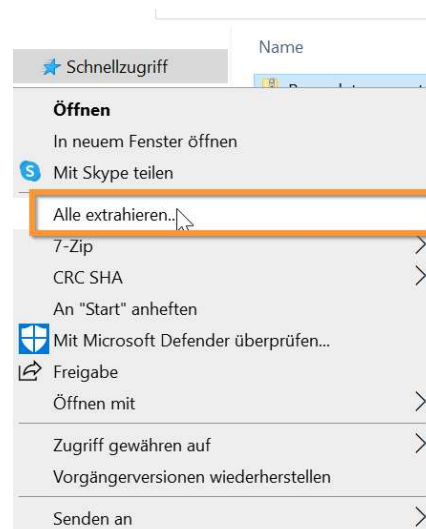 Name
Schnellzugriff
Öffnen
In neuem Fenster öffnen
Mit Skype teilen
Alle extrahieren...
7-Zip
CRC SHA
An "Start" anheften
Mit Microsoft Defender überprüfen...
Freigabe
Öffnen mit
Zugriff gewähren auf
Vorgängerversionen wiederherstellen
Senden an